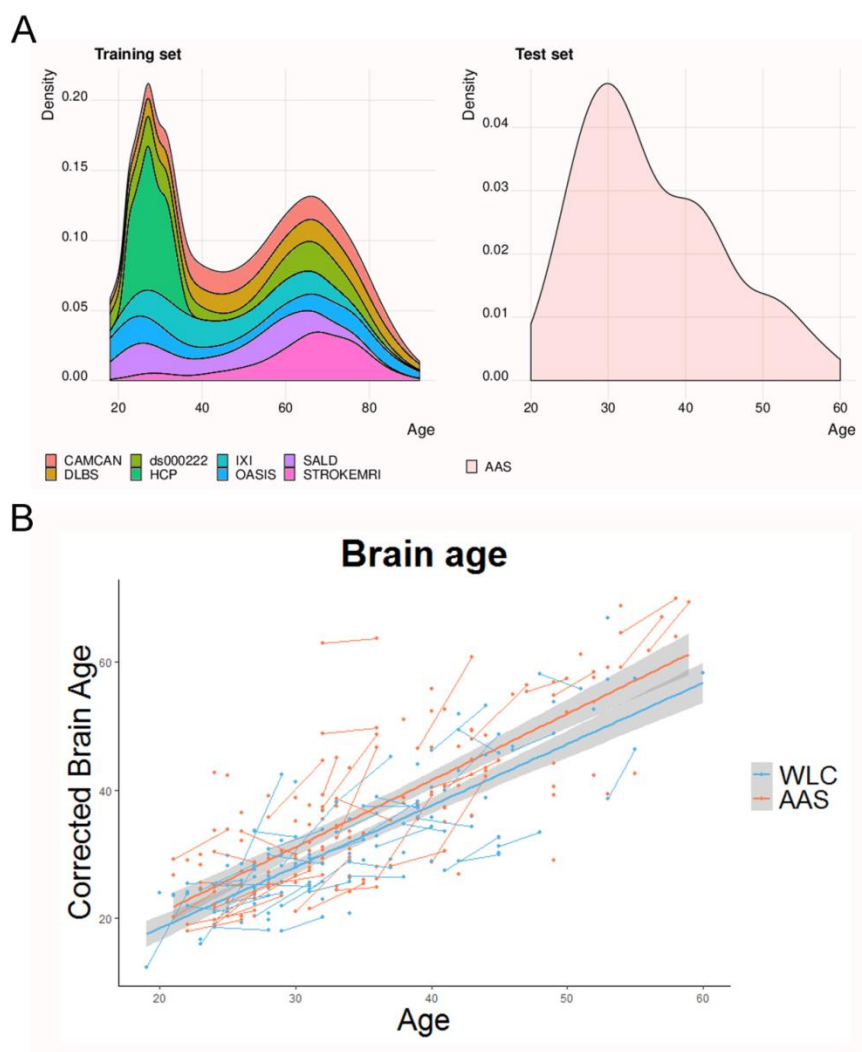 A
Training set
Test set
Density
0.20
0.15
0.10
0.05
0.00
20 40 60 80
Age
Density
0.04
0.03
0.02
0.01
0.00
20 30 40 50 60
Age
CAMCAN ds000222 IXI SALD
DLBS HCP OASIS STROKEMRI
AAS
B
Brain age
Corrected Brain Age
60
40
20
20 30 40 50 60
Age
WLC
AAS